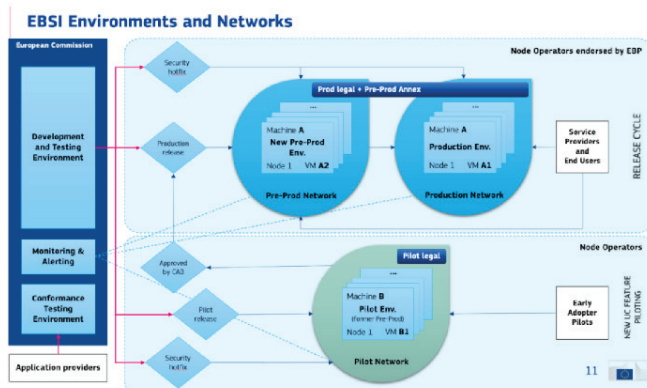 EBSI Environments and Networks
European Commission
Development
and Testing
Environment
Monitoring &
Alerting
Conformance
Testing
Environment
Application providers
Security
hotfix
Production
release
Approved
by CAB
Pilot
release
Security
hotfix
Node Operators endorsed by EBP
Prod legal + Pre-Prod Annex
...
Machine A
New Pre-Prod
Env.
Node 1 VM A2
Pre-Prod Network
...
Machine A
Production Env.
Node 1 VM A1
Production Network
Service
Providers
and
End Users
RELEASE CYCLE
Node Operators
Pilot legal
...
Machine B
Pilot Env.
(Former Pre-Prod)
Node 1 VM B1
Pilot Network
Early
Adopter
Pilots
NEW UC FEATURE
PILOTING
11